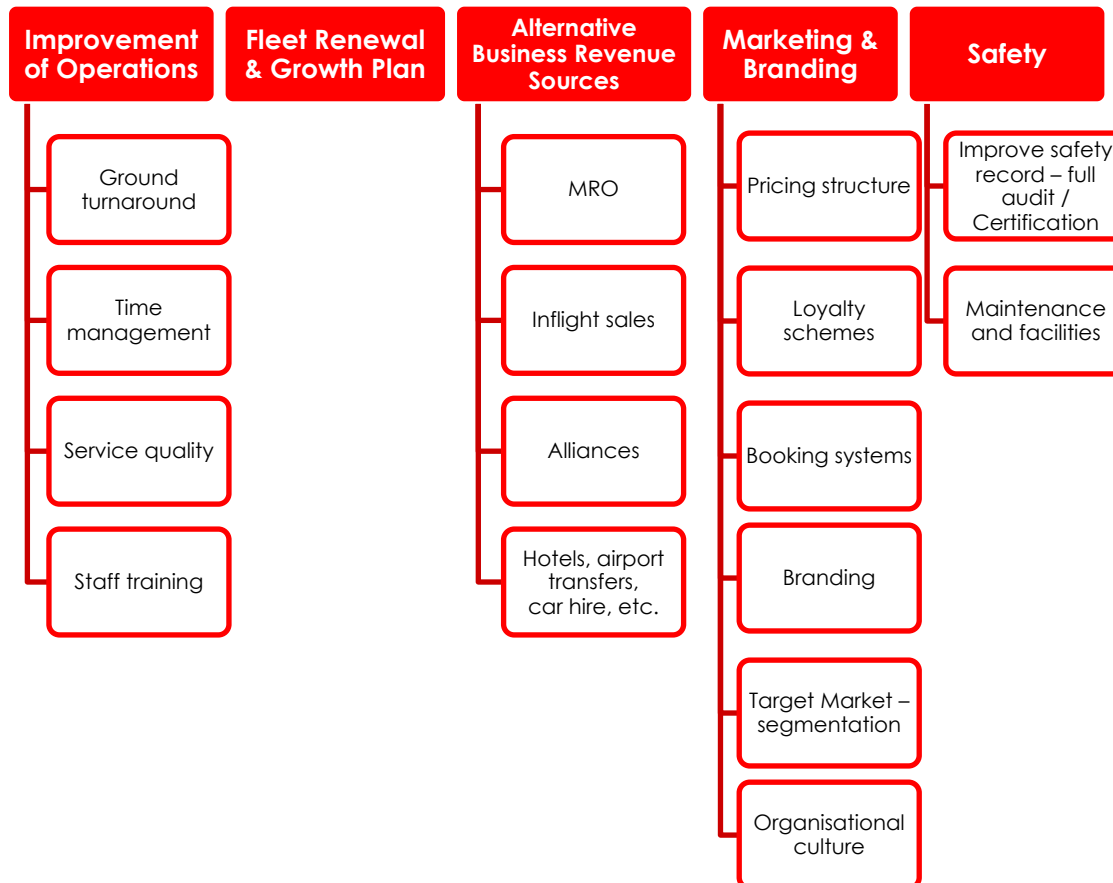 Improvement
of Operations
Fleet Renewal
& Growth Plan
Alternative
Business Revenue
Sources
Marketing &
Branding
Safety
Ground
turnaround
Time
management
Service quality
Staff training
MRO
Inflight sales
Alliances
Hotels, airport
transfers,
car hire, etc.
Pricing structure
Loyalty
schemes
Booking systems
Branding
Target Market –
segmentation
Organisational
culture
Improve safety
record – full
audit /
Certification
Maintenance
and facilities